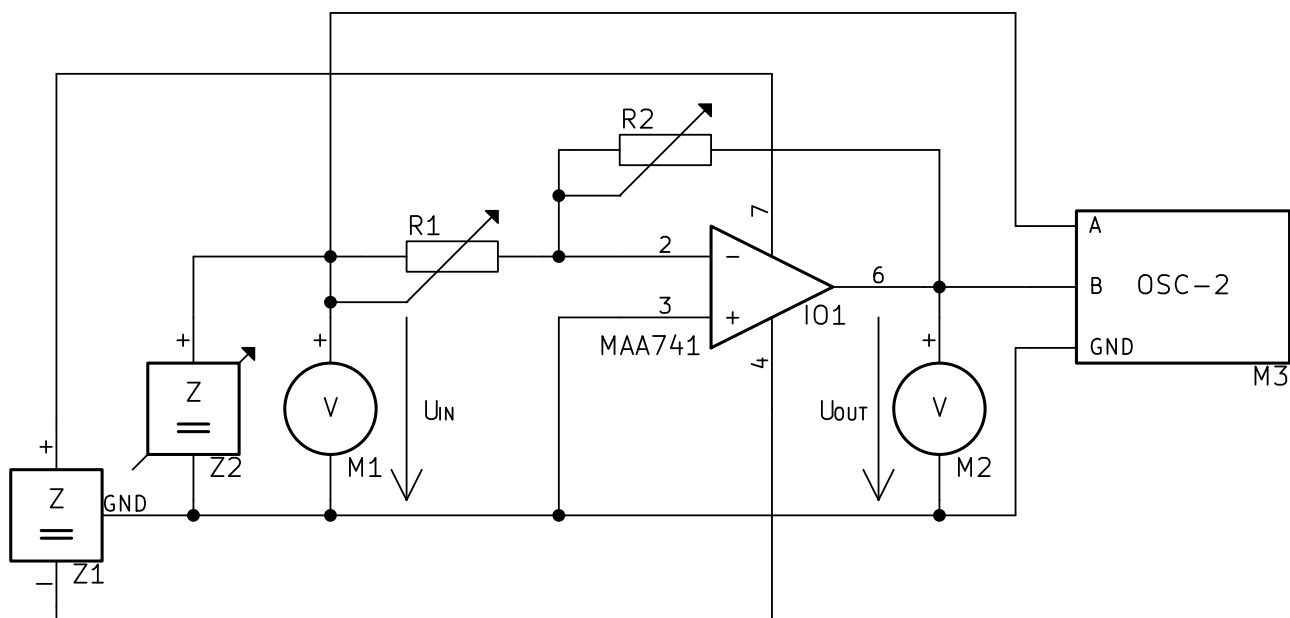 R2
7
R1
A
2
B
OSC-2
6
−
3
+
IO1
MAA741
GND
+
+
+
4
M3
Z
V
V
UIN
UOUT
+
Z2
M1
M2
Z
GND
−
Z1